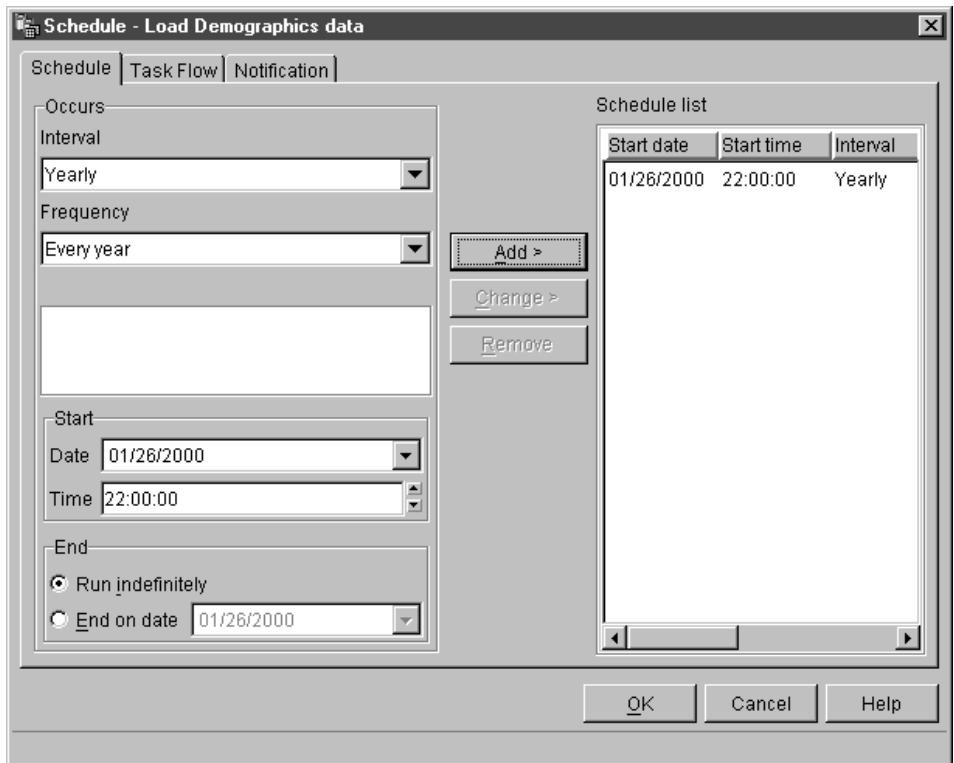 Schedule - Load Demographics data
Schedule Task Flow Notification
Occurs
Interval
Yearly
Frequency
Every year
Start
Date 01/26/2000
Time 22:00:00
End
Run indefinitely
End on date 01/26/2000
Add >
Change >
Remove
Schedule list
Start date Start time Interval
01/26/2000 22:00:00 Yearly
OK Cancel Help